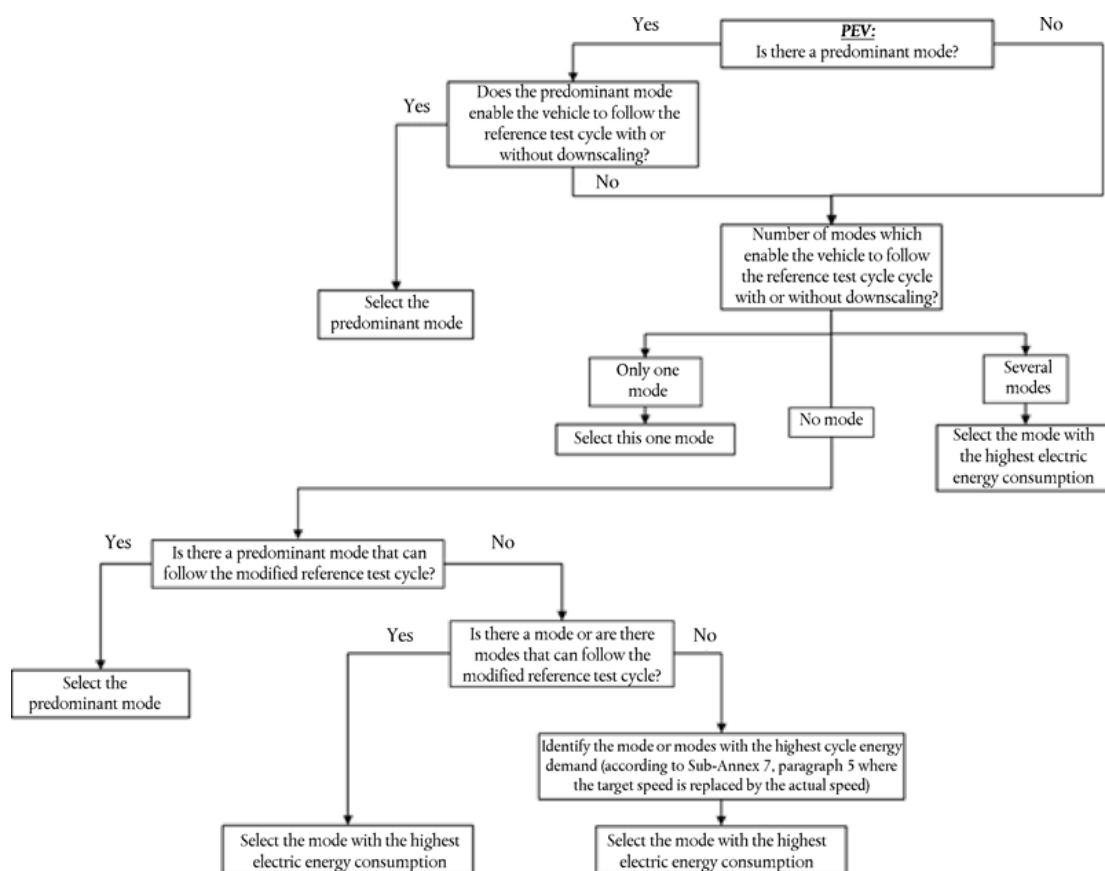 Yes
PEV:
Is there a predominant mode?
No
Yes
Does the predominant mode
enable the vehicle to follow the
reference test cycle with or
without downscaling?
No
Number of modes which
enable the vehicle to follow
the reference test cycle cycle
with or without downscaling?
Select the
predominant mode
Only one
mode
Several
modes
No mode
Select this one mode
Select the mode with
the highest electric
energy consumption
Yes
Is there a predominant mode that can
follow the modified reference test cycle?
No
Yes
Is there a mode or are there
modes that can follow the
modified reference test cycle?
No
Select the
predominant mode
Identify the mode or modes with the highest cycle energy
demand (according to Sub-Annex 7, paragraph 5 where
the target speed is replaced by the actual speed)
Select the mode with the highest
electric energy consumption
Select the mode with the highest
electric energy consumption